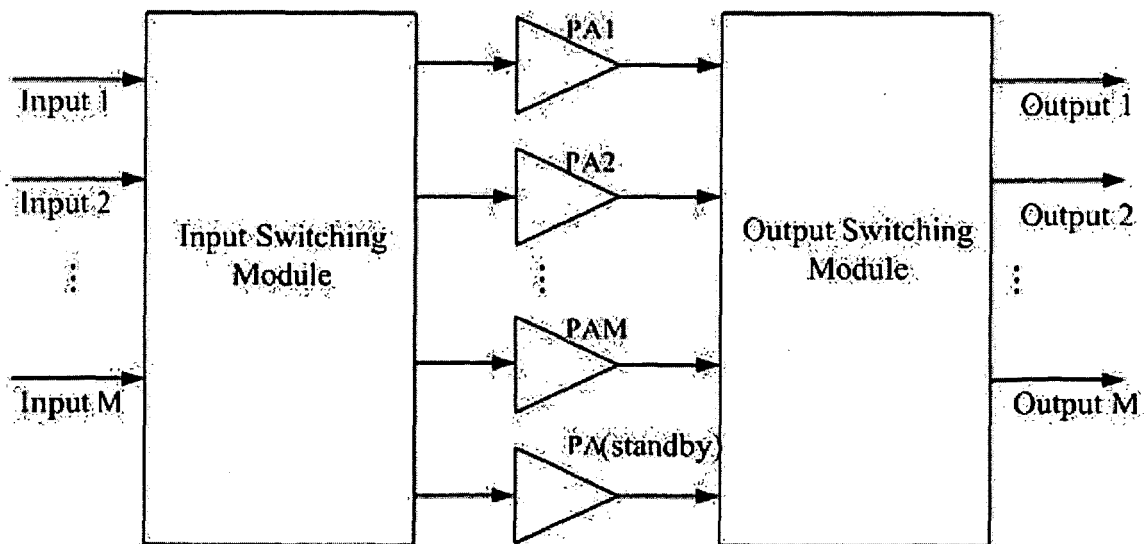 PA1
Input 1
Output 1
PA2
Input 2
Output 2
Input Switching
Module
Output Switching
Module
⋮
⋮
⋮
PAM
Input M
Output M
PA(standby)